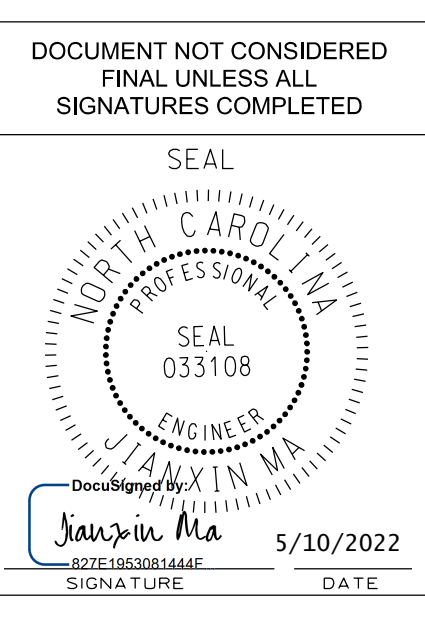 DOCUMENT NOT CONSIDERED
FINAL UNLESS ALL
SIGNATURES COMPLETED
SEAL
NORTH CAROLINA
PROFESSIONAL
SEAL
033108
ENGINEER
JIANXIN MA
DocuSigned by:
Jianxin Ma
5/10/2022
827E1953081444F...
SIGNATURE
DATE